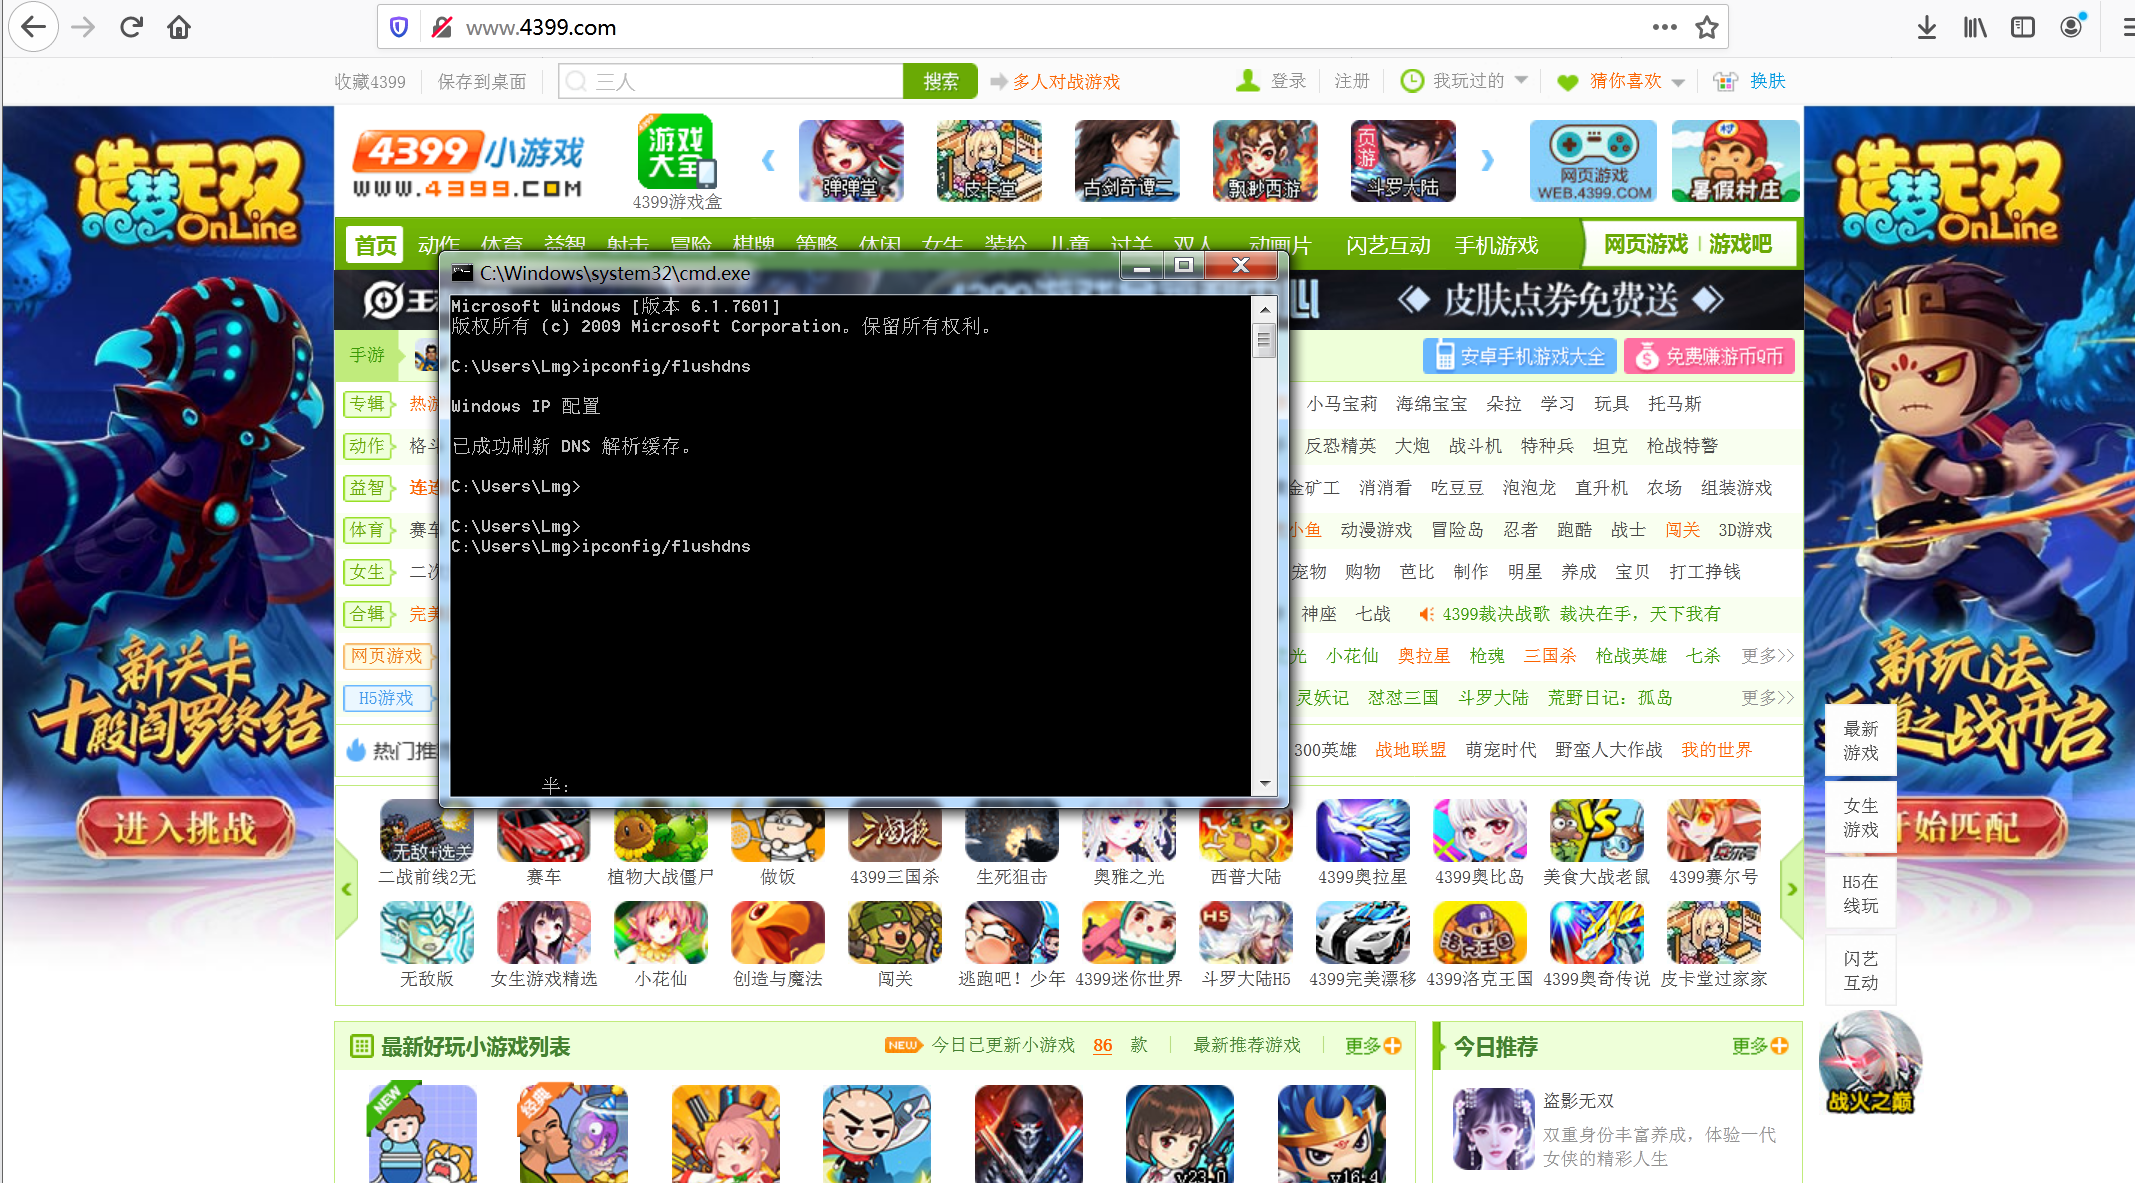 www.4399.com
收藏4399 保存到桌面 三人 搜索 多人对战游戏 登录 注册 我玩过的 猜你喜欢 换肤
造梦无双 OnLine
4399小游戏
www.4399.com
游戏大全
4399游戏盒
弹弹堂 皮卡堂 古剑奇谭二 飘渺西游 页游 斗罗大陆
网页游戏 WEB.4399.COM
村 暑假村庄
造梦无双 OnLine
首页 动作 体育 益智 射击 冒险 棋牌 策略 休闲 女生 装扮 儿童 过关 双人 动画片 闪艺互动 手机游戏 网页游戏 游戏吧
皮肤点券免费送
C:\Windows\system32\cmd.exe
Microsoft Windows [版本 6.1.7601]
版权所有 (c) 2009 Microsoft Corporation。保留所有权利。
C:\Users\Lmg>ipconfig/flushdns
Windows IP 配置
已成功刷新 DNS 解析缓存。
C:\Users\Lmg>
C:\Users\Lmg>
C:\Users\Lmg>ipconfig/flushdns
半:
手游 安卓手机游戏大全 免费赚游币Q币
专辑 热游 小马宝莉 海绵宝宝 朵拉 学习 玩具 托马斯
动作 格斗 反恐精英 大炮 战斗机 特种兵 坦克 枪战特警
益智 连连 金矿工 消消看 吃豆豆 泡泡龙 直升机 农场 组装游戏
体育 赛车 小鱼 动漫游戏 冒险岛 忍者 跑酷 战士 闯关 3D游戏
女生 二次 宠物 购物 芭比 制作 明星 养成 宝贝 打工挣钱
合辑 完美 神座 七战 4399裁决战歌 裁决在手，天下我有
网页游戏 光 小花仙 奥拉星 枪魂 三国杀 枪战英雄 七杀 更多>>
H5游戏 灵妖记 怼怼三国 斗罗大陆 荒野日记：孤岛 更多>>
热门推 300英雄 战地联盟 萌宠时代 野蛮人大作战 我的世界
新关卡
十殿阎罗终结
进入挑战
新玩法
之战开启
始匹配
最新游戏
女生游戏
H5在线玩
闪艺互动
战火之巅
无敌+选关 三国杀 VS 赛尔号
二战前线2无 赛车 植物大战僵尸 做饭 4399三国杀 生死狙击 奥雅之光 西普大陆 4399奥拉星 4399奥比岛 美食大战老鼠 4399赛尔号
H5 洛克王国
无敌版 女生游戏精选 小花仙 创造与魔法 闯关 逃跑吧！少年 4399迷你世界 斗罗大陆H5 4399完美漂移 4399洛克王国 4399奥奇传说 皮卡堂过家家
最新好玩小游戏列表 NEW 今日已更新小游戏 86 款 最新推荐游戏 更多
今日推荐 更多
NEW 经典 v23.0 v16.4
盗影无双
双重身份丰富养成，体验一代
女侠的精彩人生